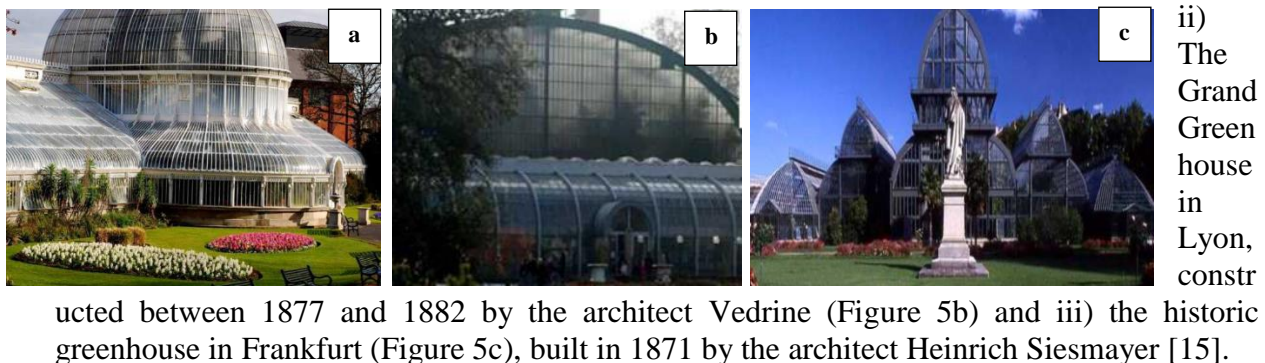 a
b
c
ii)
The
Grand
Green
house
in
Lyon,
constr
ucted between 1877 and 1882 by the architect Vedrine (Figure 5b) and iii) the historic
greenhouse in Frankfurt (Figure 5c), built in 1871 by the architect Heinrich Siesmayer [15].